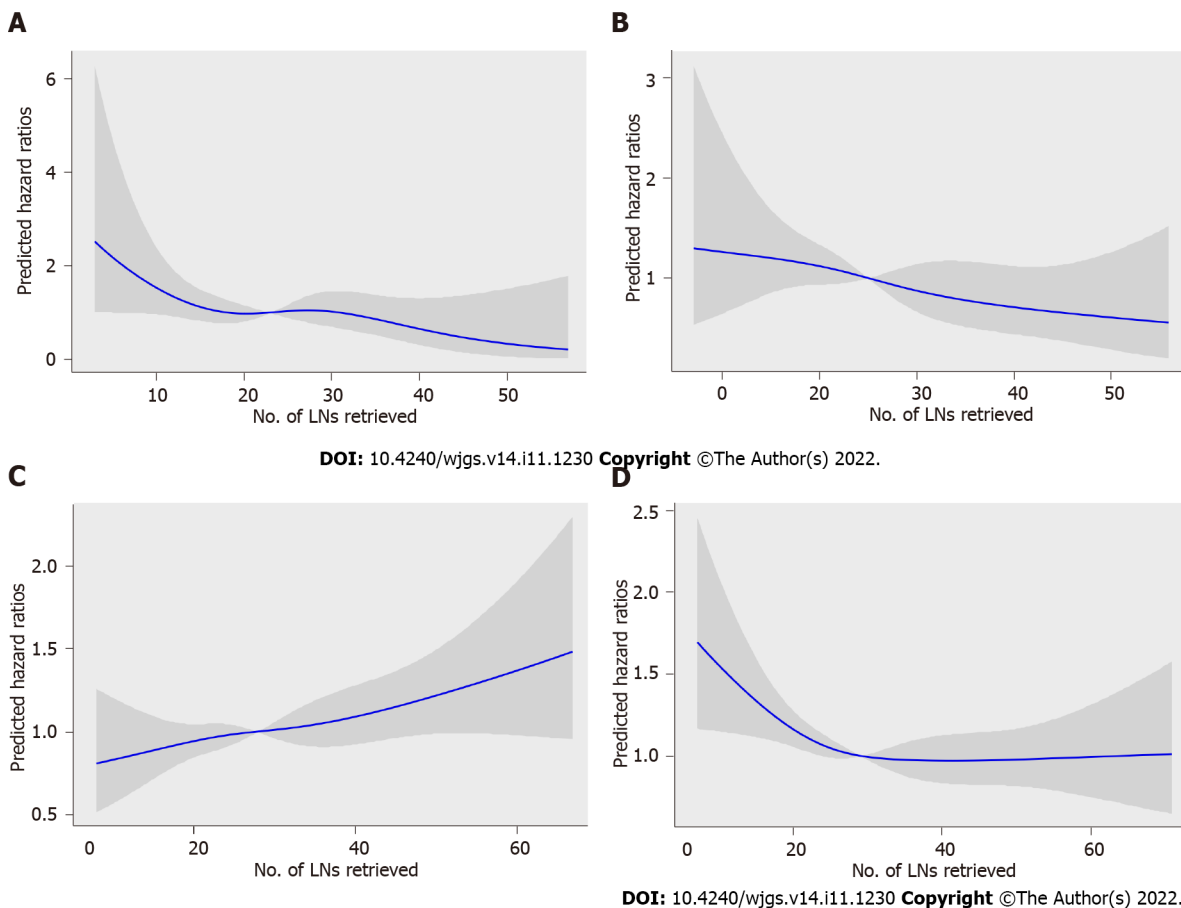 A
Predicted hazard ratios
6
4
2
0
10 20 30 40 50
No. of LNs retrieved
B
Predicted hazard ratios
3
2
1
0 20 30 40 50
No. of LNs retrieved
DOI: 10.4240/wjgs.v14.i11.1230 Copyright ©The Author(s) 2022.
C
Predicted hazard ratios
2.0
1.5
1.0
0.5
0 20 40 60
No. of LNs retrieved
D
Predicted hazard ratios
2.5
2.0
1.5
1.0
0 20 40 60
No. of LNs retrieved
DOI: 10.4240/wjgs.v14.i11.1230 Copyright ©The Author(s) 2022.